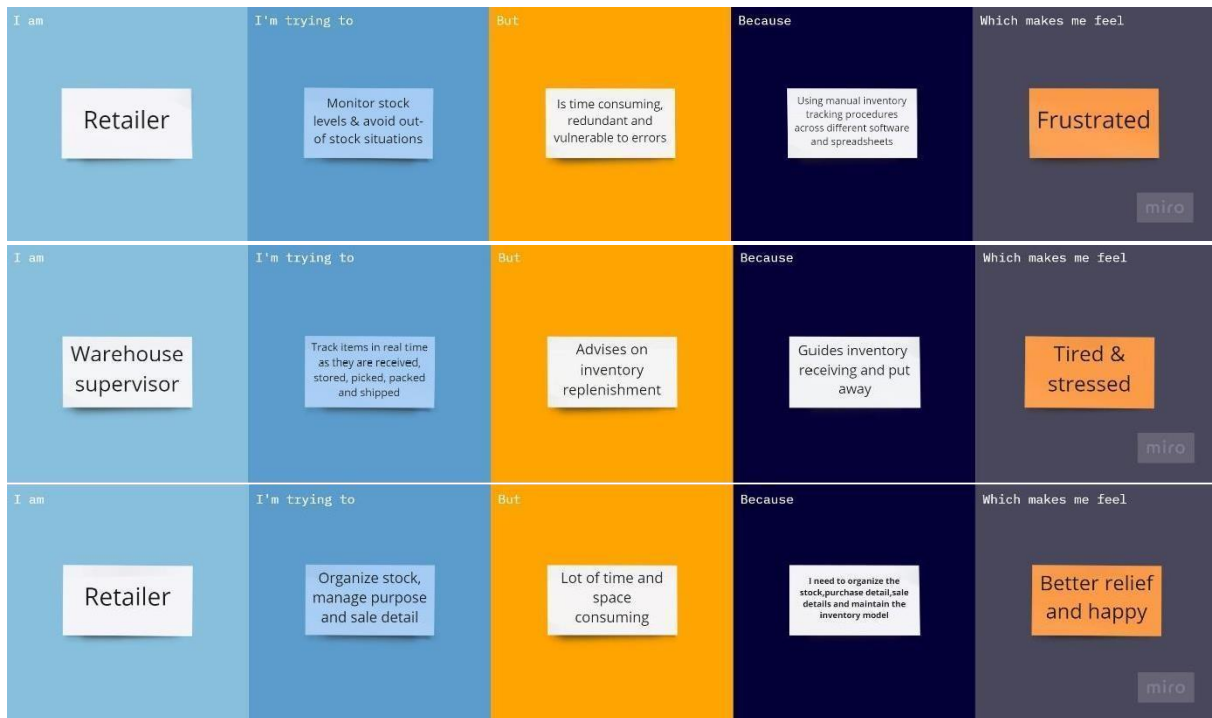 I am
I'm trying to
But
Because
Which makes me feel
Retailer
Monitor stock
levels & avoid out-
of stock situations
Is time consuming,
redundant and
vulnerable to errors
Using manual inventory
tracking procedures
across different software
and spreadsheets
Frustrated
miro
I am
I'm trying to
But
Because
Which makes me feel
Warehouse
supervisor
Track items in real time
as they are received,
stored, picked, packed
and shipped
Advises on
inventory
replenishment
Guides inventory
receiving and put
away
Tired &
stressed
miro
I am
I'm trying to
But
Because
Which makes me feel
Retailer
Organize stock,
manage purpose
and sale detail
Lot of time and
space
consuming
I need to organize the
stock,purchase detail,sale
details and maintain the
inventory model
Better relief
and happy
miro